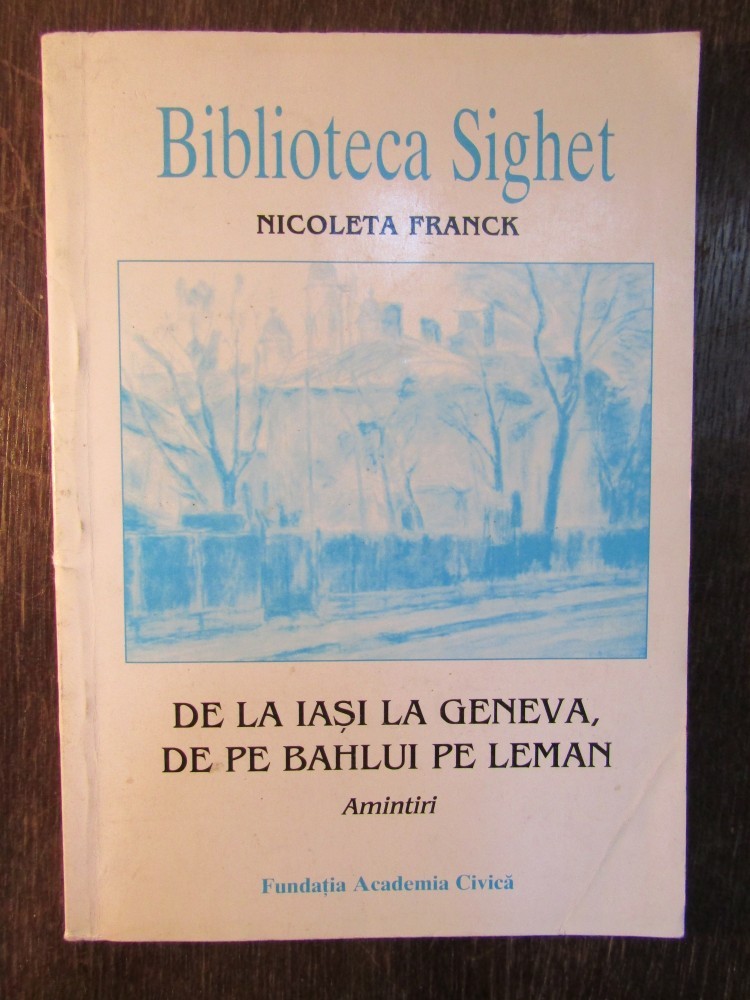 Biblioteca Sighet
NICOLETA FRANCK
DE LA IAȘI LA GENEVA,
DE PE BAHLUI PE LEMAN
Amintiri
Fundația Academia Civică